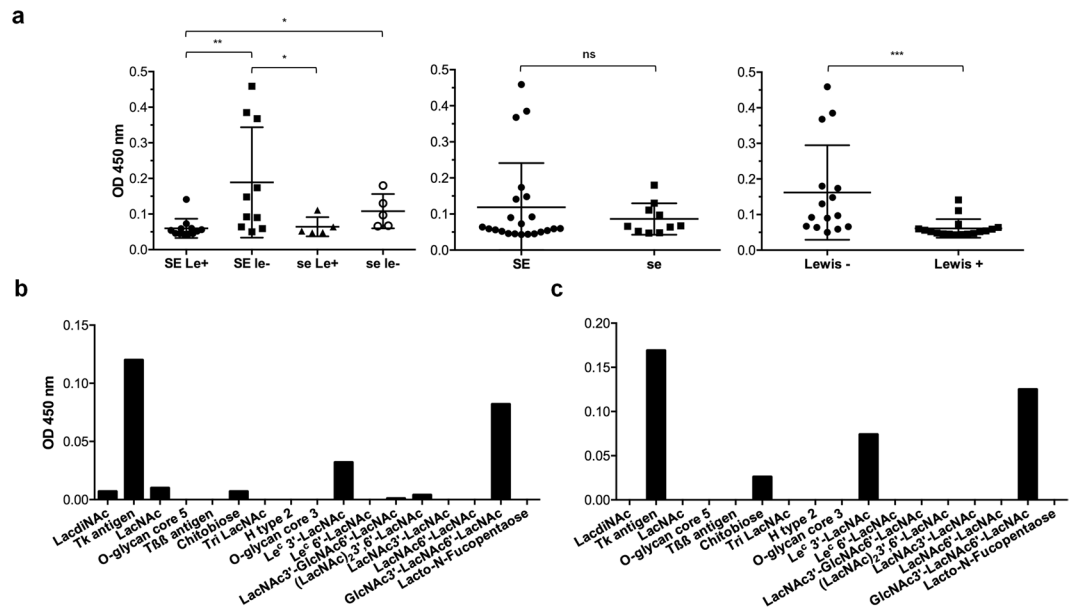 a
*
**
*
ns
***
OD 450 nm
0.5
0.4
0.3
0.2
0.1
0.0
SE Le+
SE le-
se Le+
se le-
0.5
0.4
0.3
0.2
0.1
0.0
SE
se
0.5
0.4
0.3
0.2
0.1
0.0
Lewis -
Lewis +
b
OD 450 nm
0.15
0.10
0.05
0.00
LacdiNAc
Tk antigen
LacNAc
O-glycan core 5
Tßß antigen
Chitobiose
Tri LacNAc
H type 2
O-glycan core 3
Leᶜ 3'-LacNAc
Leᶜ 6'-LacNAc
LacNAc3'-GlcNAc6'-LacNAc
(LacNAc)₂3',6'-LacNAc
LacNAc3'-LacNAc
LacNAc6'-LacNAc
GlcNAc3'-LacNAc6'-LacNAc
Lacto-N-Fucopentaose
c
0.20
0.15
0.10
0.05
0.00
LacdiNAc
Tk antigen
LacNAc
O-glycan core 5
Tßß antigen
Chitobiose
Tri LacNAc
H type 2
O-glycan core 3
Leᶜ 3'-LacNAc
Leᶜ 6'-LacNAc
LacNAc3'-GlcNAc6'-LacNAc
(LacNAc)₂3',6'-LacNAc
LacNAc3'-LacNAc
LacNAc6'-LacNAc
GlcNAc3'-LacNAc6'-LacNAc
Lacto-N-Fucopentaose